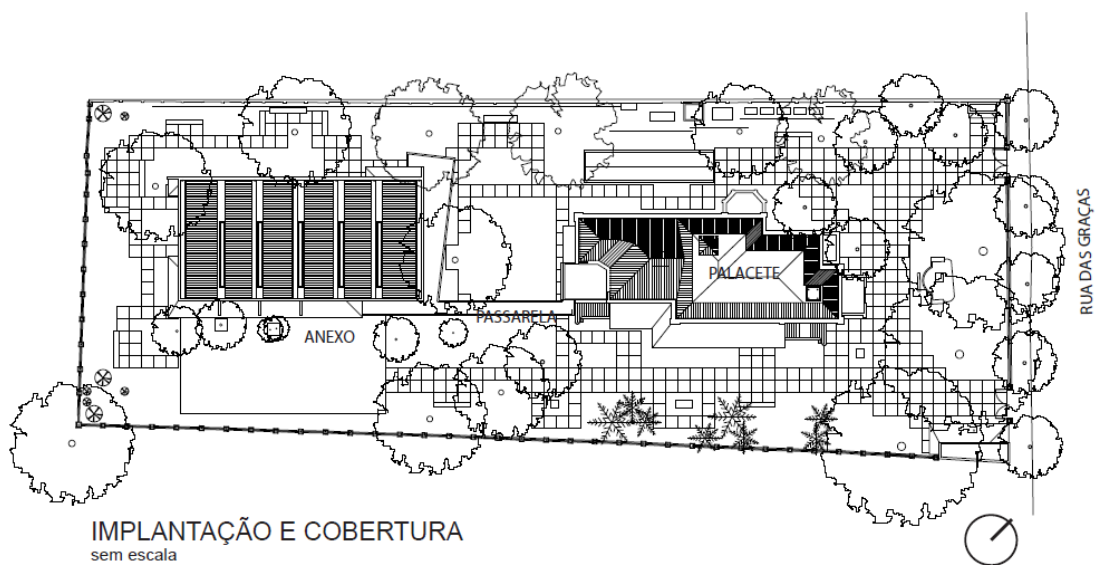 PALACETE
PASSARELA
ANEXO
RUA DAS GRAÇAS
IMPLANTAÇÃO E COBERTURA
sem escala